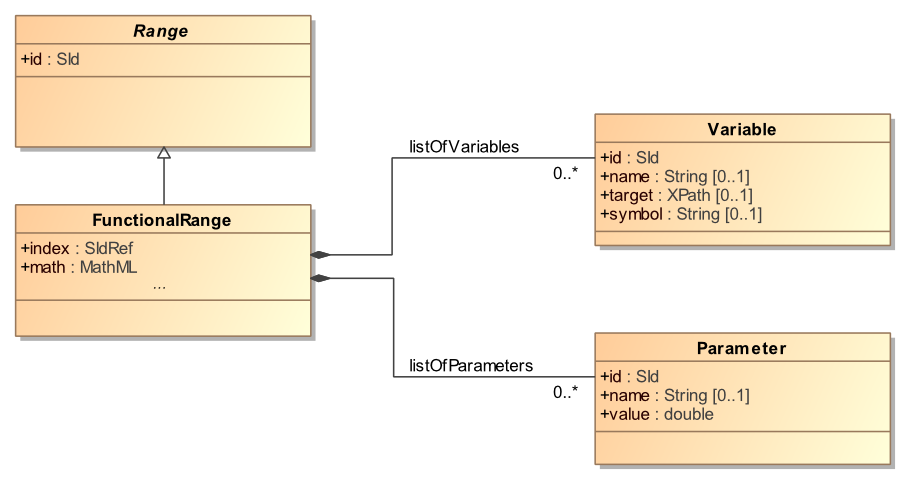 Range
+id : SId
FunctionalRange
+index : SIdRef
+math : MathML
...
listOfVariables
0..*
Variable
+id : SId
+name : String [0..1]
+target : XPath [0..1]
+symbol : String [0..1]
listOfParameters
0..*
Parameter
+id : SId
+name : String [0..1]
+value : double